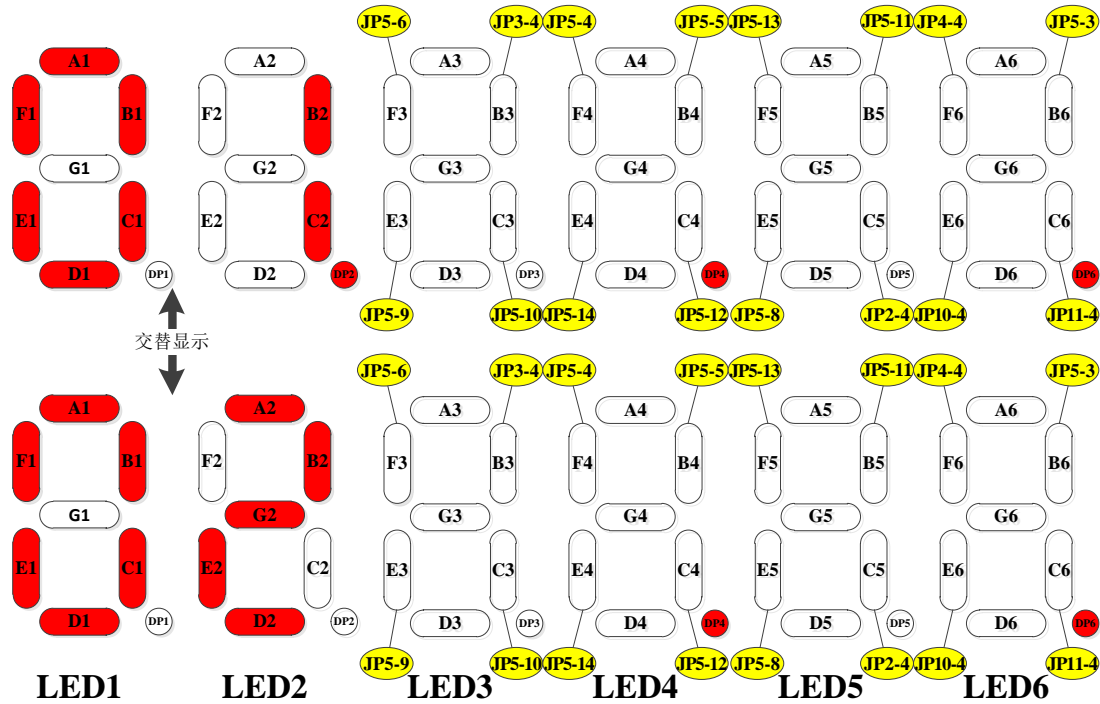 JP5-6 JP3-4 JP5-4 JP5-5 JP5-13 JP5-11 JP4-4 JP5-3
A1 A2 A3 A4 A5 A6
F1 B1 F2 B2 F3 B3 F4 B4 F5 B5 F6 B6
G1 G2 G3 G4 G5 G6
E1 C1 E2 C2 E3 C3 E4 C4 E5 C5 E6 C6
D1 DP1 D2 DP2 D3 DP3 D4 DP4 D5 DP5 D6 DP6
JP5-9 JP5-10 JP5-14 JP5-12 JP5-8 JP2-4 JP10-4 JP11-4
交替显示
JP5-6 JP3-4 JP5-4 JP5-5 JP5-13 JP5-11 JP4-4 JP5-3
A1 A2 A3 A4 A5 A6
F1 B1 F2 B2 F3 B3 F4 B4 F5 B5 F6 B6
G1 G2 G3 G4 G5 G6
E1 C1 E2 C2 E3 C3 E4 C4 E5 C5 E6 C6
D1 DP1 D2 DP2 D3 DP3 D4 DP4 D5 DP5 D6 DP6
JP5-9 JP5-10 JP5-14 JP5-12 JP5-8 JP2-4 JP10-4 JP11-4
LED1 LED2 LED3 LED4 LED5 LED6